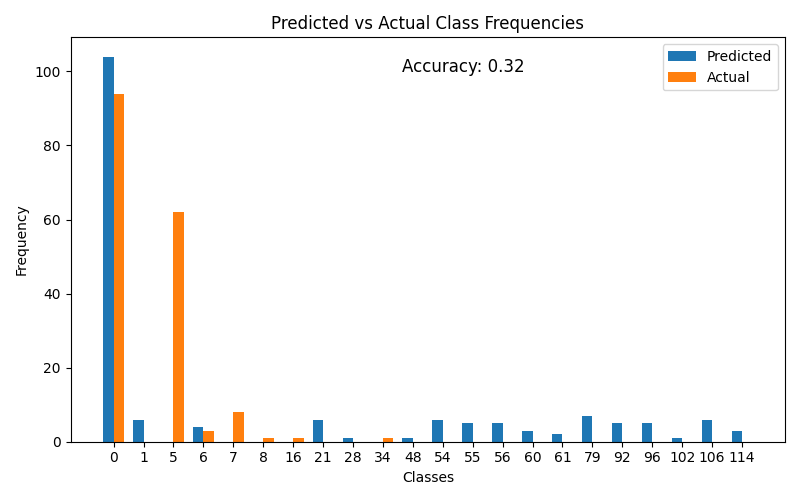 Predicted vs Actual Class Frequencies
Accuracy: 0.32
Predicted
Actual
Frequency
100
80
60
40
20
0
0 1 5 6 7 8 16 21 28 34 48 54 55 56 60 61 79 92 96 102 106 114
Classes